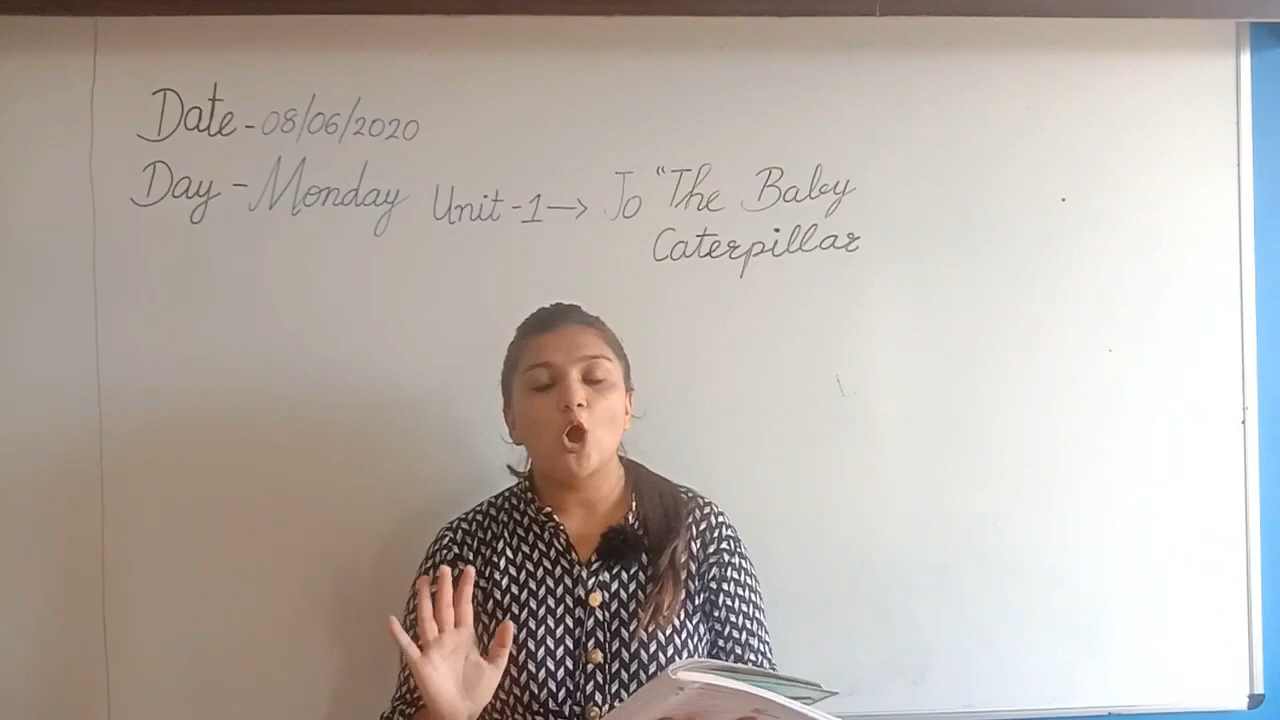 Date - 08/06/2020
Day - Monday Unit - 1 → Jo "The Baby
Caterpillar